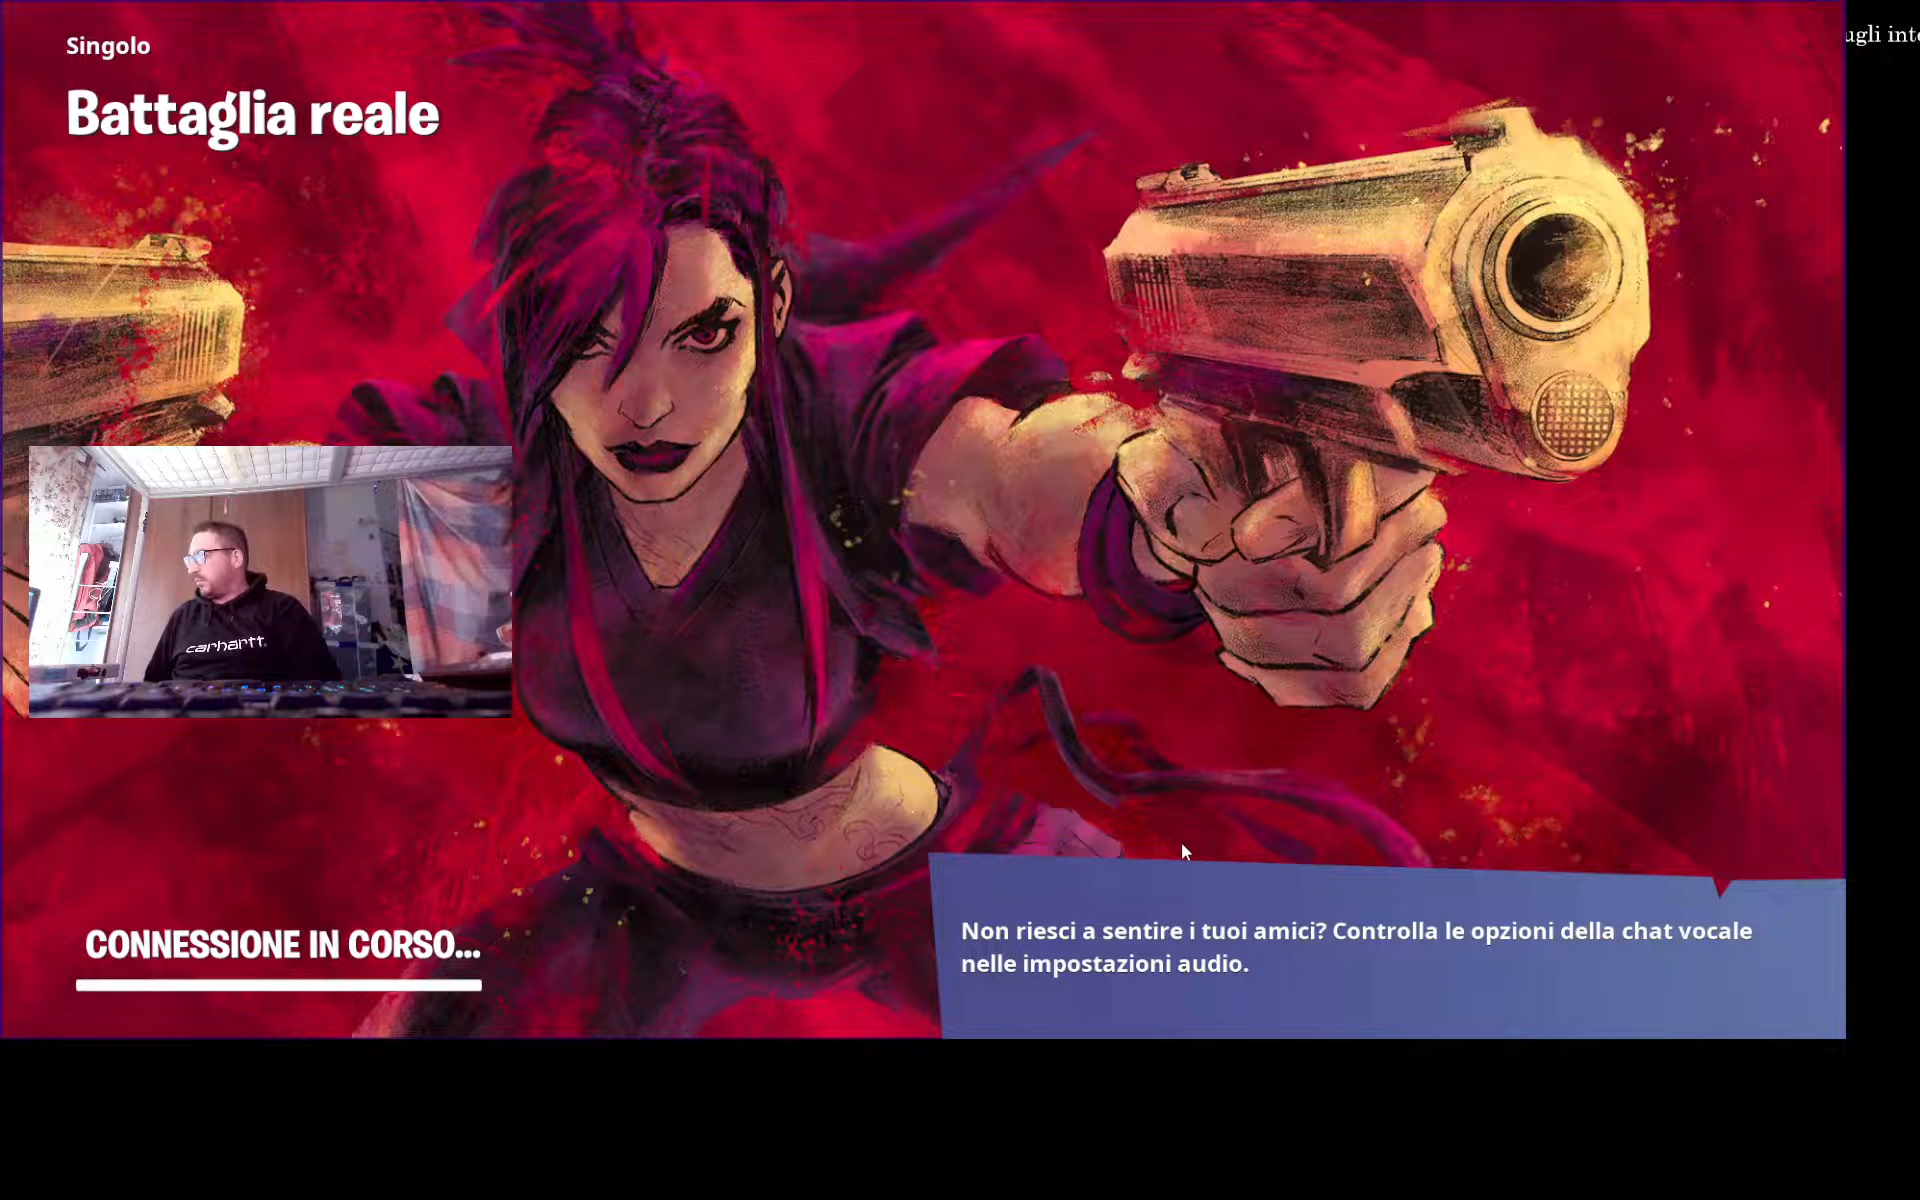 Singolo
Battaglia reale
carhartt.
CONNESSIONE IN CORSO...
Non riesci a sentire i tuoi amici? Controlla le opzioni della chat vocale
nelle impostazioni audio.